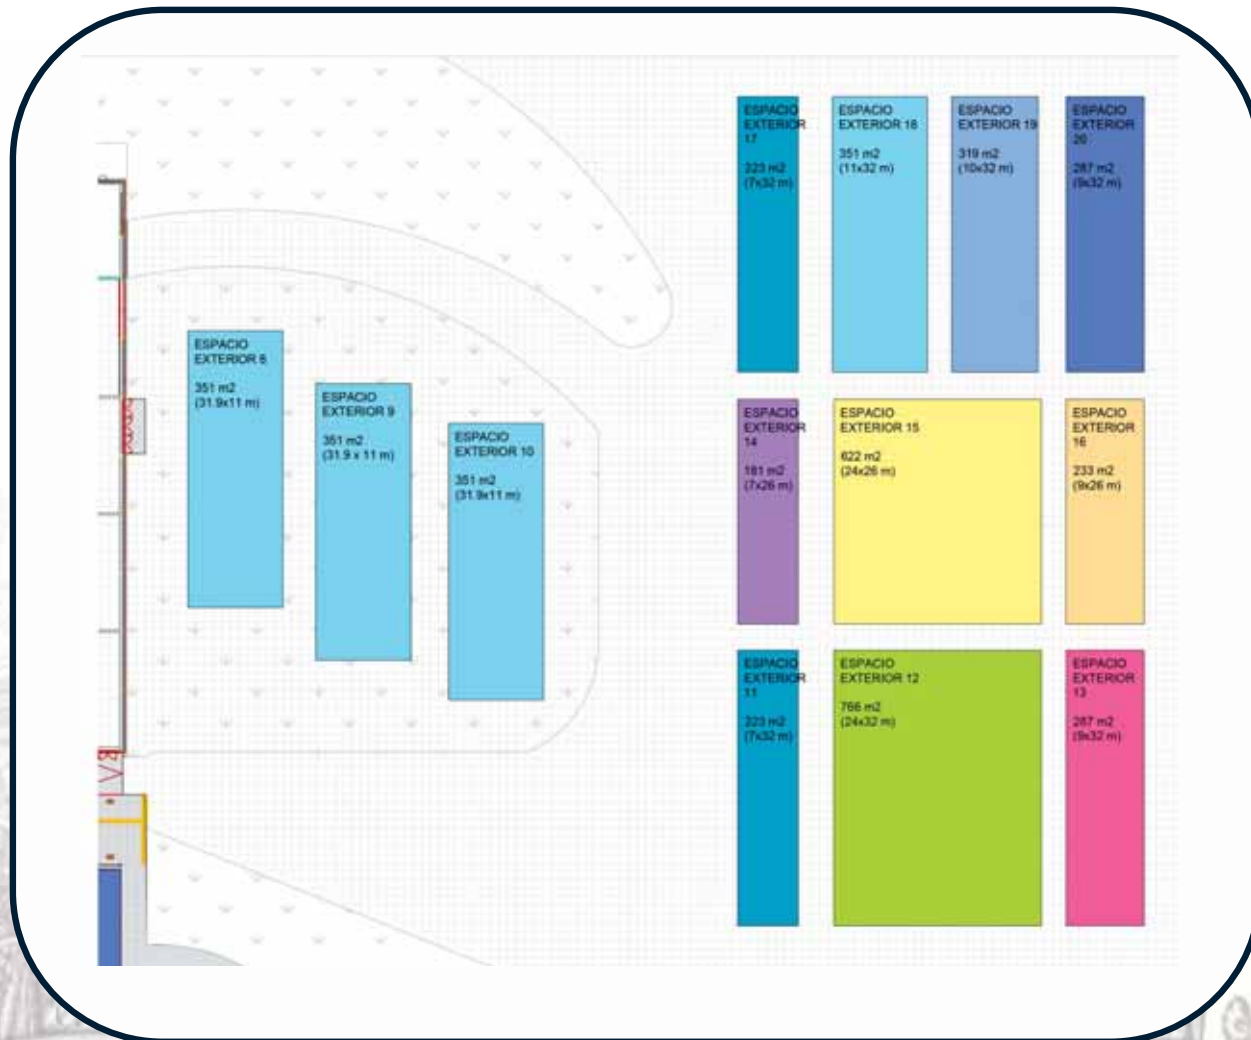 ESPACIO
EXTERIOR
17
223 m2
(7x32 m)
ESPACIO
EXTERIOR 18
351 m2
(11x32 m)
ESPACIO
EXTERIOR 19
319 m2
(10x32 m)
ESPACIO
EXTERIOR
20
287 m2
(9x32 m)
ESPACIO
EXTERIOR 8
351 m2
(31.9x11 m)
ESPACIO
EXTERIOR 9
351 m2
(31.9 x 11 m)
ESPACIO
EXTERIOR 10
351 m2
(31.9x11 m)
ESPACIO
EXTERIOR
14
181 m2
(7x26 m)
ESPACIO
EXTERIOR 15
622 m2
(24x26 m)
ESPACIO
EXTERIOR
16
233 m2
(9x26 m)
ESPACIO
EXTERIOR
11
223 m2
(7x32 m)
ESPACIO
EXTERIOR 12
766 m2
(24x32 m)
ESPACIO
EXTERIOR
13
287 m2
(9x32 m)